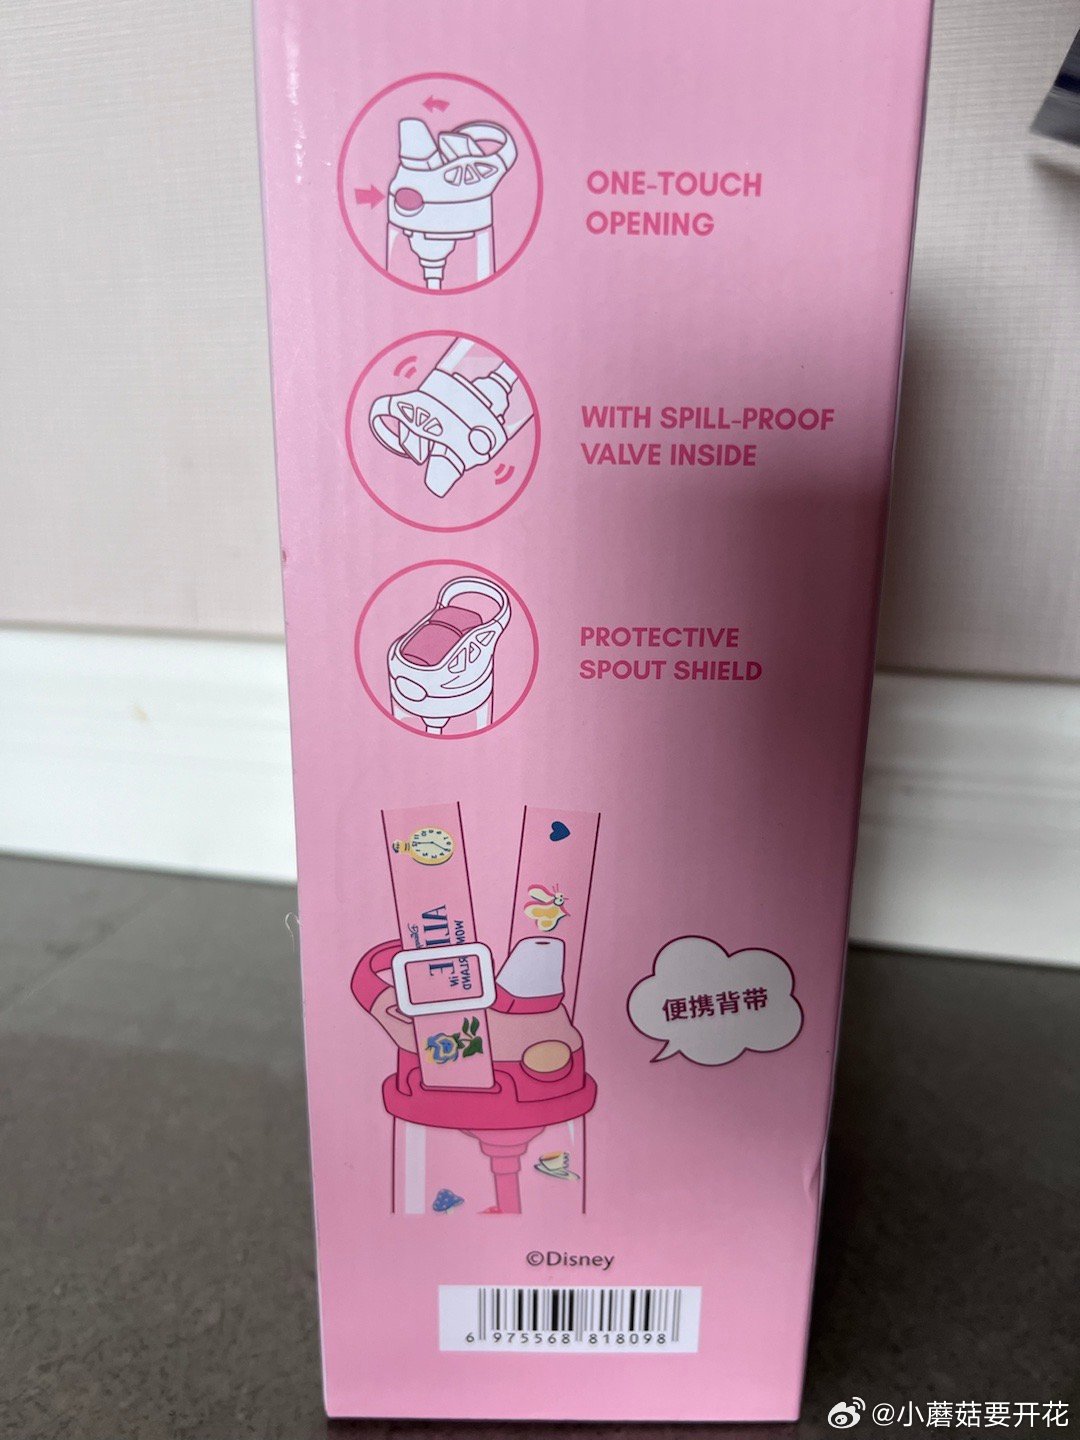 ONE-TOUCH
OPENING
WITH SPILL-PROOF
VALVE INSIDE
PROTECTIVE
SPOUT SHIELD
便携背带
©Disney
6 975568 818098
@小蘑菇要开花